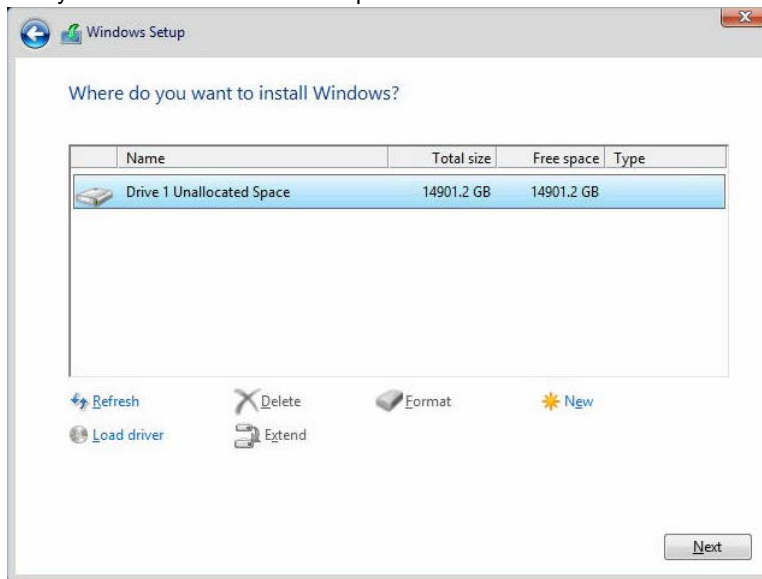 Windows Setup
Where do you want to install Windows?
Name Total size Free space Type
Drive 1 Unallocated Space 14901.2 GB 14901.2 GB
Refresh Delete Format New
Load driver Extend
Next